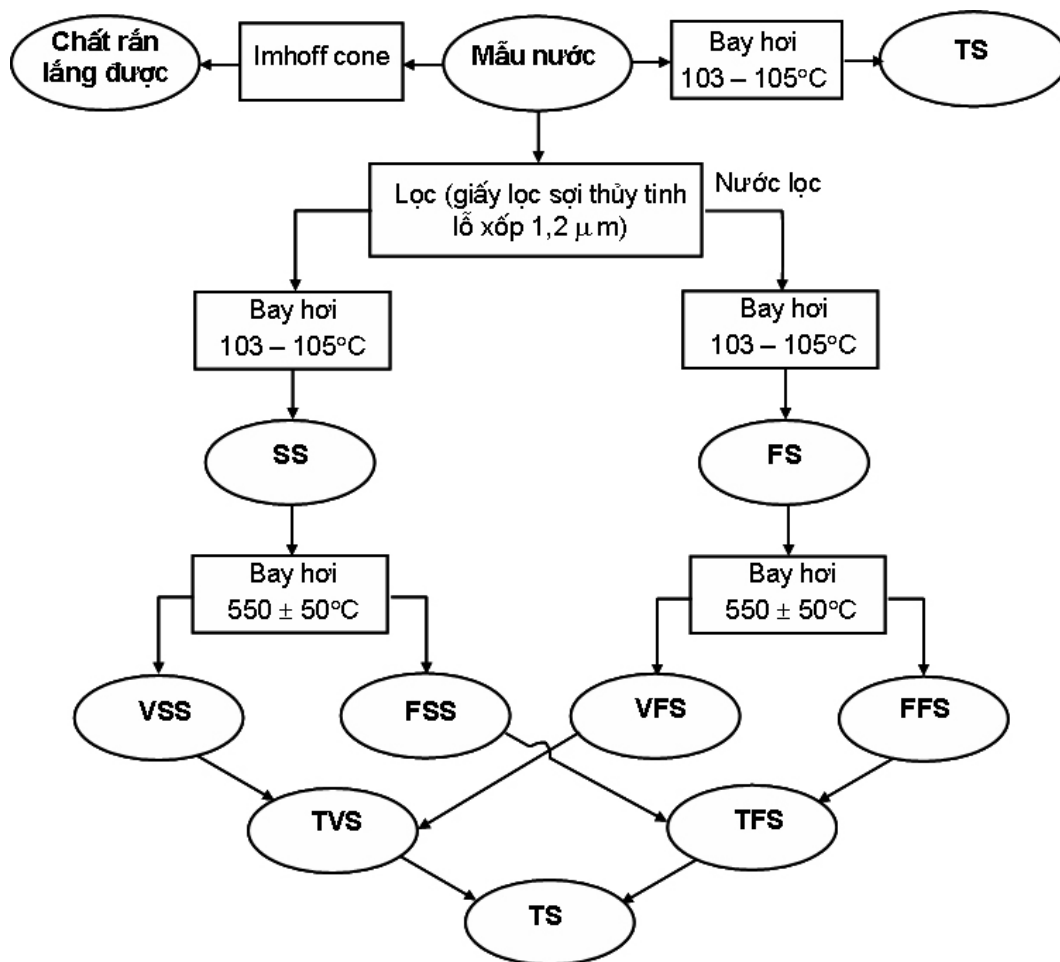 Chất rắn
lắng được
Imhoff cone
Mẫu nước
Bay hơi
103 – 105°C
TS
Lọc (giấy lọc sợi thủy tinh
lỗ xốp 1,2 μ m)
Nước lọc
Bay hơi
103 – 105°C
Bay hơi
103 – 105°C
SS
FS
Bay hơi
550 ± 50°C
Bay hơi
550 ± 50°C
VSS
FSS
VFS
FFS
TVS
TFS
TS